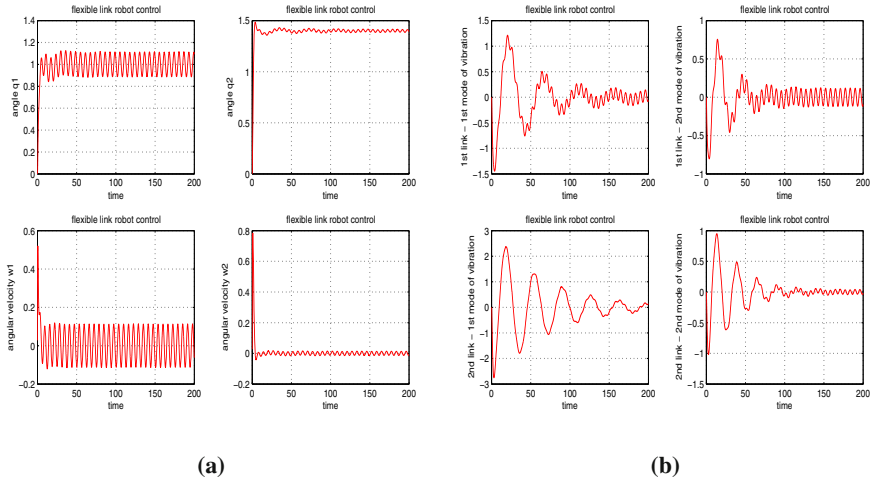 flexible link robot control
1.4
1.2
1
0.8
0.6
0.4
0.2
0
angle q1
0 50 100 150 200
time
flexible link robot control
1.5
1
0.5
0
angle q2
0 50 100 150 200
time
flexible link robot control
0.6
0.4
0.2
0
−0.2
angular velocity w1
0 50 100 150 200
time
flexible link robot control
0.8
0.6
0.4
0.2
0
−0.2
angular velocity w2
0 50 100 150 200
time
(a)
flexible link robot control
1.5
1
0.5
0
−0.5
−1
−1.5
1st link − 1st mode of vibration
0 50 100 150 200
time
flexible link robot control
1
0.5
0
−0.5
−1
1st link − 2nd mode of vibration
0 50 100 150 200
time
flexible link robot control
3
2
1
0
−1
−2
−3
2nd link − 1st mode of vibration
0 50 100 150 200
time
flexible link robot control
1
0.5
0
−0.5
−1
−1.5
2nd link − 2nd mode of vibration
0 50 100 150 200
time
(b)